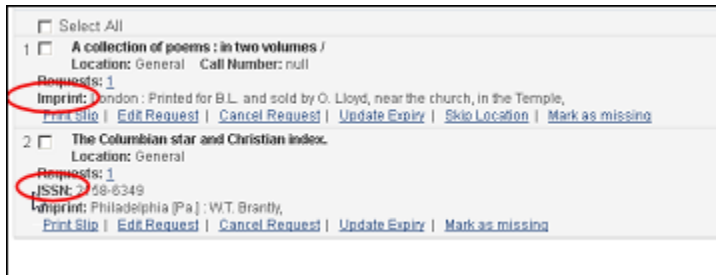 Select All
1 A collection of poems : in two volumes /
Location: General Call Number: null
Requests: 1
Imprint: London : Printed for B.L. and sold by O. Lloyd, near the church, in the Temple,
Print Slip | Edit Request | Cancel Request | Update Expiry | Skip Location | Mark as missing
2 The Columbian star and Christian index.
Location: General
Requests: 1
ISSN: 2158-6349
Imprint: Philadelphia [Pa.] : W.T. Brantly,
Print Slip | Edit Request | Cancel Request | Update Expiry | Mark as missing